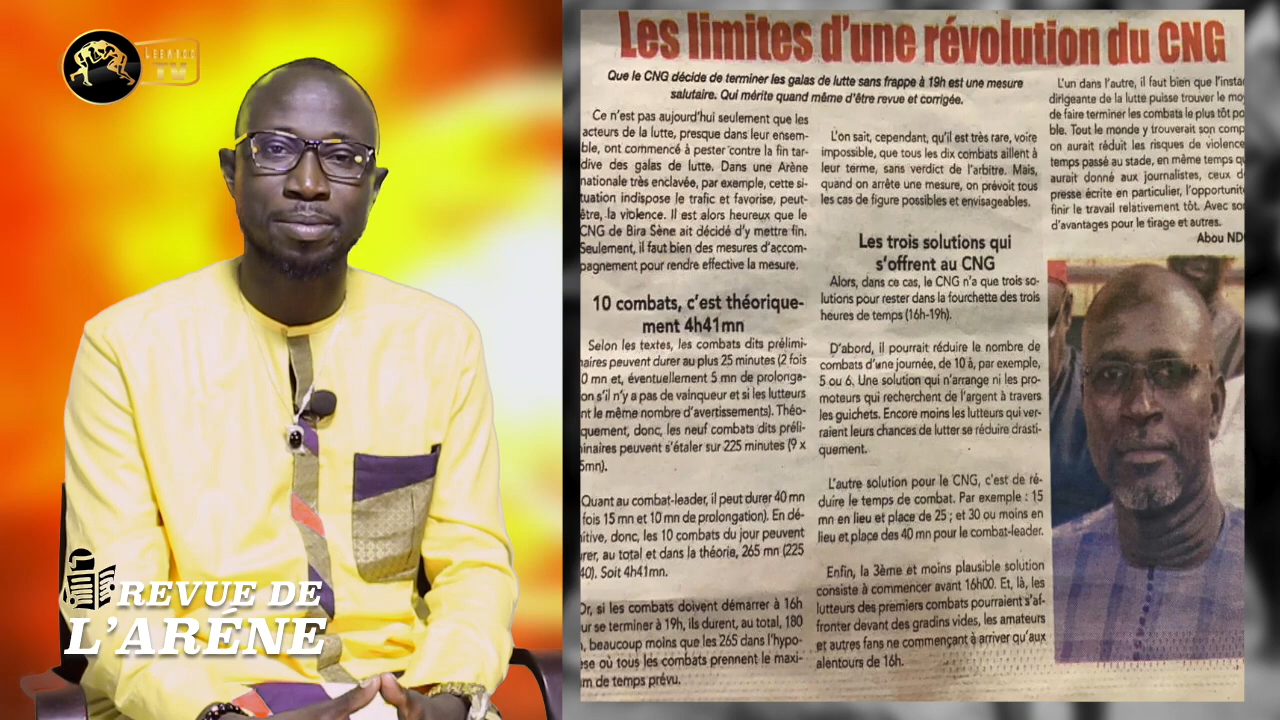 LEEWTOO
TV
REVUE DE
L'ARÉNE
Les limites d'une révolution du CNG
Que le CNG décide de terminer les galas de lutte sans frappe à 19h est une mesure
salutaire. Qui mérite quand même d'être revue et corrigée.
Ce n'est pas aujourd'hui seulement que les
acteurs de la lutte, presque dans leur ensem-
ble, ont commencé à pester contre la fin tar-
dive des galas de lutte. Dans une Arène
nationale très enclavée, par exemple, cette si-
tuation indispose le trafic et favorise, peut-
être, la violence. Il est alors heureux que le
CNG de Bira Sène ait décidé d'y mettre fin.
Seulement, il faut bien des mesures d'accom-
pagnement pour rendre effective la mesure.
10 combats, c'est théorique-
ment 4h41mn
Selon les textes, les combats dits prélimi-
naires peuvent durer au plus 25 minutes (2 fois
0 mn et, éventuellement 5 mn de prolonga-
on s'il n'y a pas de vainqueur et si les lutteurs
nt le même nombre d'avertissements). Théo-
quement, donc, les neuf combats dits préli-
inaires peuvent s'étaler sur 225 minutes (9 x
5mn).
Quant au combat-leader, il peut durer 40 mn
fois 15 mn et 10 mn de prolongation). En dé-
nitive, donc, les 10 combats du jour peuvent
rer, au total et dans la théorie, 265 mn (225
40). Soit 4h41mn.
Or, si les combats doivent démarrer à 16h
ur se terminer à 19h, ils durent, au total, 180
, beaucoup moins que les 265 dans l'hypo-
se où tous les combats prennent le maxi-
m de temps prévu.
L'on sait, cependant, qu'il est très rare, voire
impossible, que tous les dix combats aillent à
leur terme, sans verdict de l'arbitre. Mais,
quand on arrête une mesure, on prévoit tous
les cas de figure possibles et envisageables.
Les trois solutions qui
s'offrent au CNG
Alors, dans ce cas, le CNG n'a que trois so-
lutions pour rester dans la fourchette des trois
heures de temps (16h-19h).
D'abord, il pourrait réduire le nombre de
combats d'une journée, de 10 à, par exemple,
5 ou 6. Une solution qui n'arrange ni les pro-
moteurs qui recherchent de l'argent à travers
les guichets. Encore moins les lutteurs qui ver-
raient leurs chances de lutter se réduire drasti-
quement.
L'autre solution pour le CNG, c'est de ré-
duire le temps de combat. Par exemple : 15
mn en lieu et place de 25 ; et 30 ou moins en
lieu et place des 40 mn pour le combat-leader.
Enfin, la 3ème et moins plausible solution
consiste à commencer avant 16h00. Et, là, les
lutteurs des premiers combats pourraient s'af-
fronter devant des gradins vides, les amateurs
et autres fans ne commençant à arriver qu'aux
alentours de 16h.
L'un dans l'autre, il faut bien que l'instan
dirigeante de la lutte puisse trouver le mo
de faire terminer les combats le plus tôt po
ble. Tout le monde y trouverait son comp
on aurait réduit les risques de violence
temps passé au stade, en même temps qu
aurait donné aux journalistes, ceux d
presse écrite en particulier, l'opportunité
finir le travail relativement tôt. Avec so
d'avantages pour le tirage et autres.
Abou ND